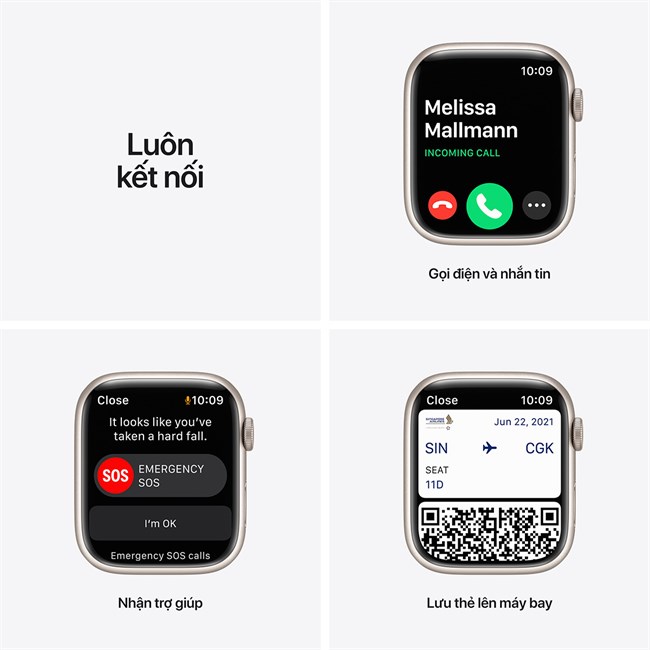 Luôn
kết nối
10:09
Melissa
Mallmann
INCOMING CALL
Gọi điện và nhắn tin
Close 10:09
It looks like you've
taken a hard fall.
SOS EMERGENCY
SOS
I'm OK
Emergency SOS calls
Nhận trợ giúp
Close 10:09
SINGAPORE
AIRLINES
Jun 22, 2021
SIN CGK
SEAT
11D
Lưu thẻ lên máy bay